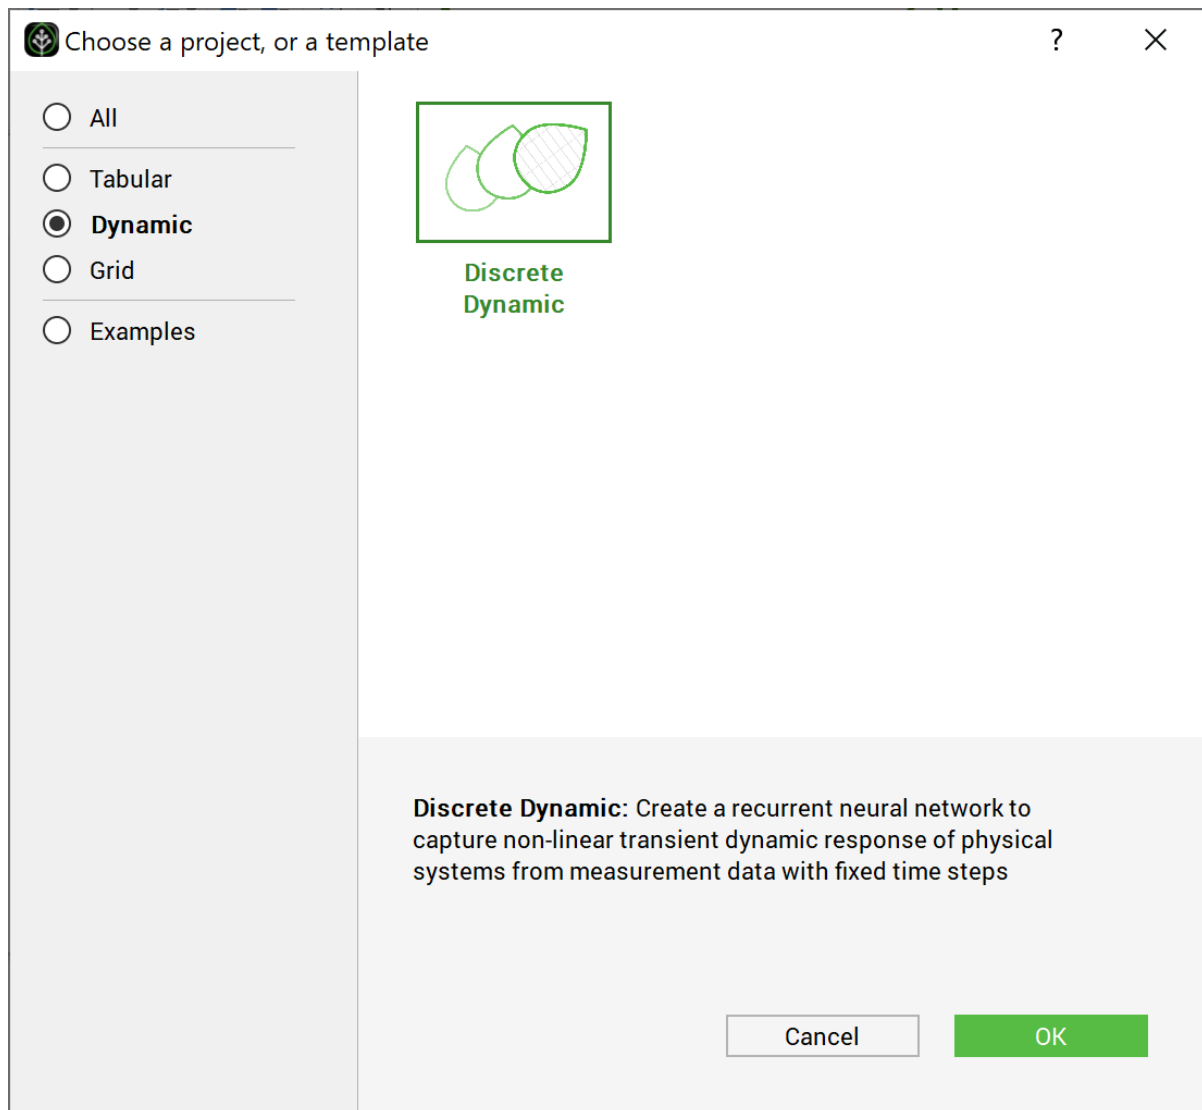 Choose a project, or a template
?
All
Tabular
Dynamic
Grid
Examples
Discrete
Dynamic
Discrete Dynamic: Create a recurrent neural network to
capture non-linear transient dynamic response of physical
systems from measurement data with fixed time steps
Cancel
OK